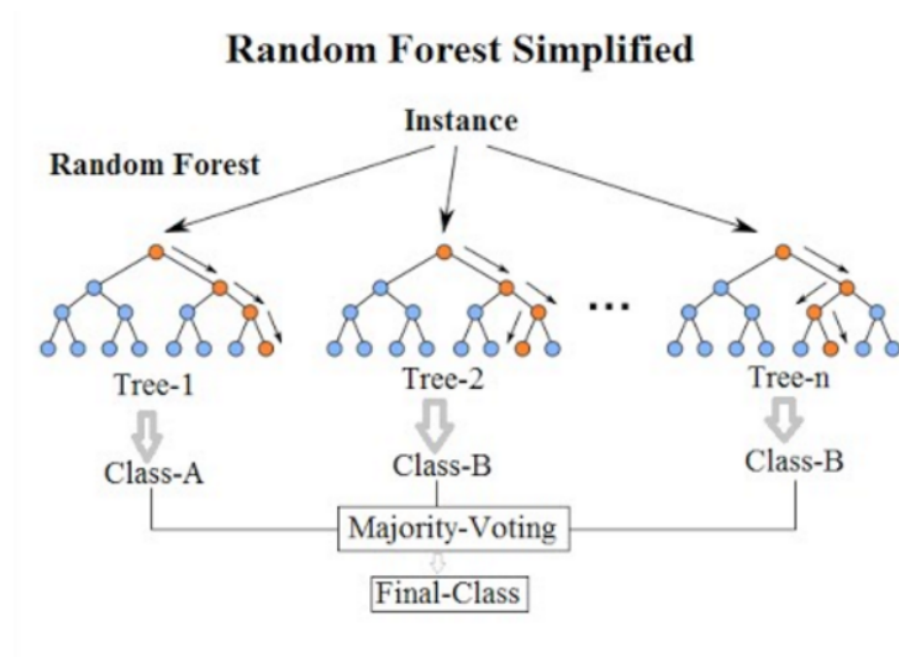 Random Forest Simplified
Instance
Random Forest
...
Tree-1
Tree-2
Tree-n
Class-A
Class-B
Class-B
Majority-Voting
Final-Class